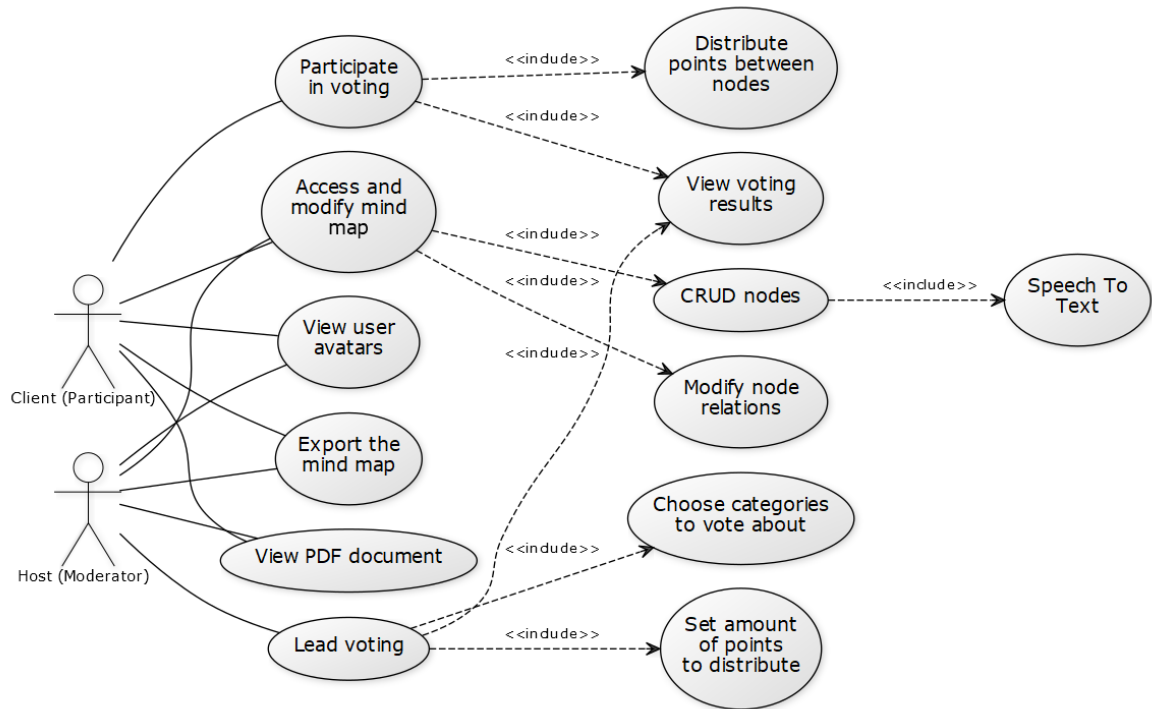 Participate
in voting
<<include>>
Distribute
points between
nodes
<<include>>
Access and
modify mind
map
View voting
results
<<include>>
<<include>>
CRUD nodes
<<include>>
Speech To
Text
View user
avatars
<<include>>
Modify node
relations
Client (Participant)
Export the
mind map
Choose categories
to vote about
View PDF document
<<include>>
Host (Moderator)
Lead voting
<<include>>
Set amount
of points
to distribute